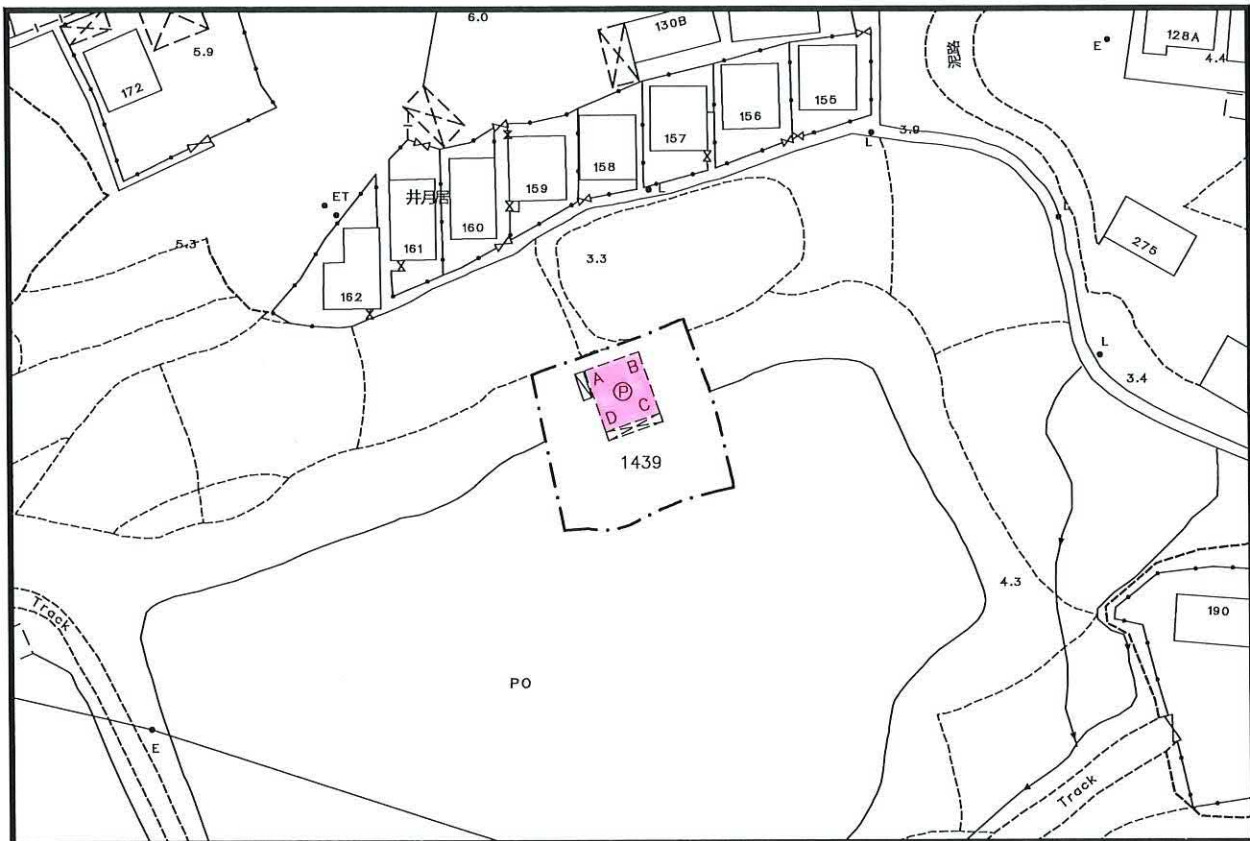 6.0
130B
128A
4.4
E
泥路
5.9
172
155
156
157
158
159
160
161
162
井月居
3.9
L
L
L
ET
5.3
275
3.3
L
3.4
A
B
P
C
D
1439
4.3
190
Track
PO
E
Track